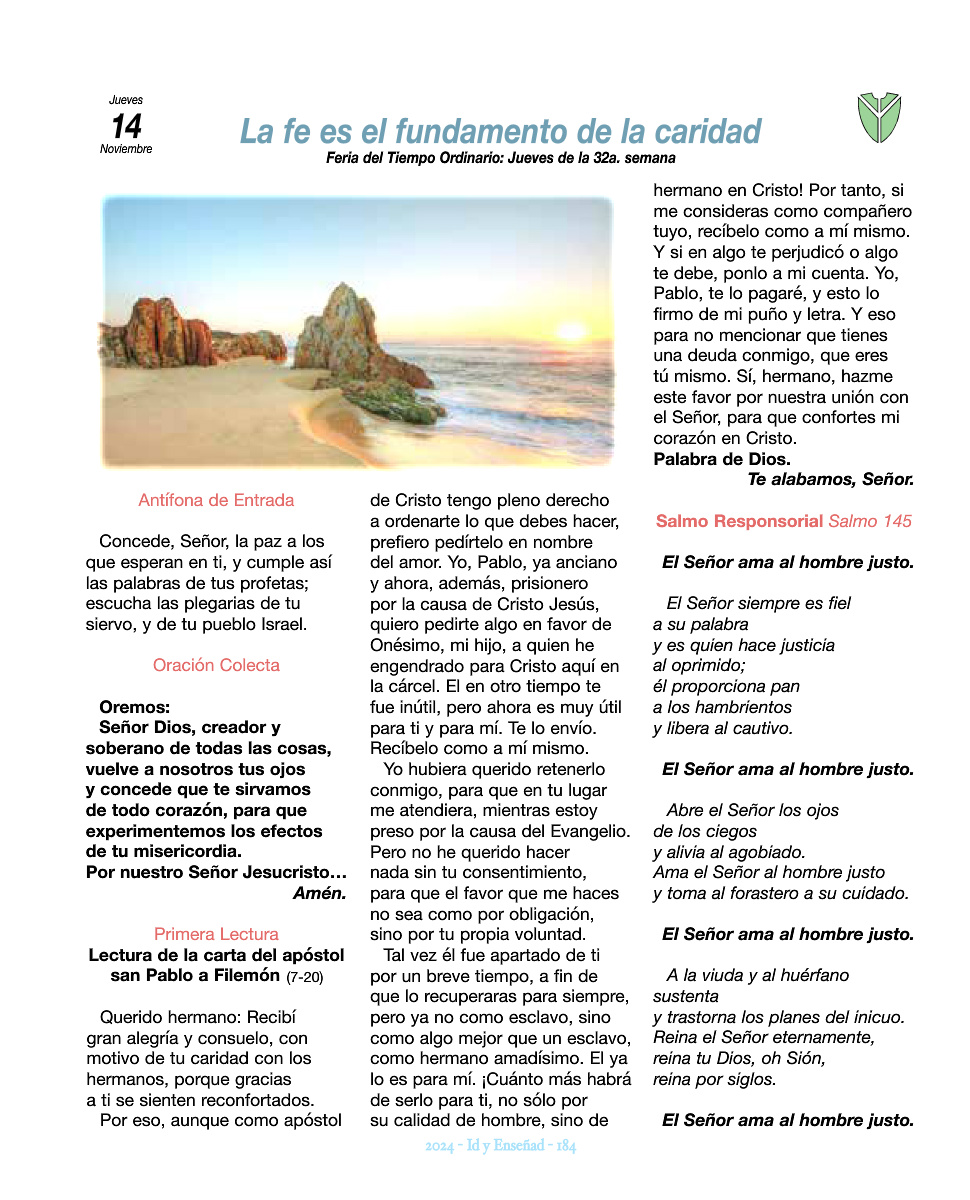 Jueves
14
Noviembre
La fe es el fundamento de la caridad
Feria del Tiempo Ordinario: Jueves de la 32a. semana
Antífona de Entrada
Concede, Señor, la paz a los
que esperan en ti, y cumple así
las palabras de tus profetas;
escucha las plegarias de tu
siervo, y de tu pueblo Israel.
Oración Colecta
Oremos:
Señor Dios, creador y
soberano de todas las cosas,
vuelve a nosotros tus ojos
y concede que te sirvamos
de todo corazón, para que
experimentemos los efectos
de tu misericordia.
Por nuestro Señor Jesucristo…
Amén.
Primera Lectura
Lectura de la carta del apóstol
san Pablo a Filemón (7-20)
Querido hermano: Recibí
gran alegría y consuelo, con
motivo de tu caridad con los
hermanos, porque gracias
a ti se sienten reconfortados.
Por eso, aunque como apóstol
de Cristo tengo pleno derecho
a ordenarte lo que debes hacer,
prefiero pedírtelo en nombre
del amor. Yo, Pablo, ya anciano
y ahora, además, prisionero
por la causa de Cristo Jesús,
quiero pedirte algo en favor de
Onésimo, mi hijo, a quien he
engendrado para Cristo aquí en
la cárcel. El en otro tiempo te
fue inútil, pero ahora es muy útil
para ti y para mí. Te lo envío.
Recíbelo como a mí mismo.
Yo hubiera querido retenerlo
conmigo, para que en tu lugar
me atendiera, mientras estoy
preso por la causa del Evangelio.
Pero no he querido hacer
nada sin tu consentimiento,
para que el favor que me haces
no sea como por obligación,
sino por tu propia voluntad.
Tal vez él fue apartado de ti
por un breve tiempo, a fin de
que lo recuperaras para siempre,
pero ya no como esclavo, sino
como algo mejor que un esclavo,
como hermano amadísimo. El ya
lo es para mí. ¡Cuánto más habrá
de serlo para ti, no sólo por
su calidad de hombre, sino de
hermano en Cristo! Por tanto, si
me consideras como compañero
tuyo, recíbelo como a mí mismo.
Y si en algo te perjudicó o algo
te debe, ponlo a mi cuenta. Yo,
Pablo, te lo pagaré, y esto lo
firmo de mi puño y letra. Y eso
para no mencionar que tienes
una deuda conmigo, que eres
tú mismo. Sí, hermano, hazme
este favor por nuestra unión con
el Señor, para que confortes mi
corazón en Cristo.
Palabra de Dios.
Te alabamos, Señor.
Salmo Responsorial Salmo 145
El Señor ama al hombre justo.
El Señor siempre es fiel
a su palabra
y es quien hace justicia
al oprimido;
él proporciona pan
a los hambrientos
y libera al cautivo.
El Señor ama al hombre justo.
Abre el Señor los ojos
de los ciegos
y alivia al agobiado.
Ama el Señor al hombre justo
y toma al forastero a su cuidado.
El Señor ama al hombre justo.
A la viuda y al huérfano
sustenta
y trastorna los planes del inicuo.
Reina el Señor eternamente,
reina tu Dios, oh Sión,
reina por siglos.
El Señor ama al hombre justo.
2024 - Id y Enseñad - 184